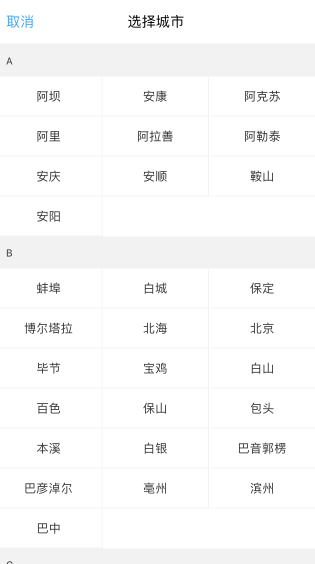 取消 选择城市
A
阿坝 安康 阿克苏
阿里 阿拉善 阿勒泰
安庆 安顺 鞍山
安阳
B
蚌埠 白城 保定
博尔塔拉 北海 北京
毕节 宝鸡 白山
百色 保山 包头
本溪 白银 巴音郭楞
巴彦淖尔 亳州 滨州
巴中